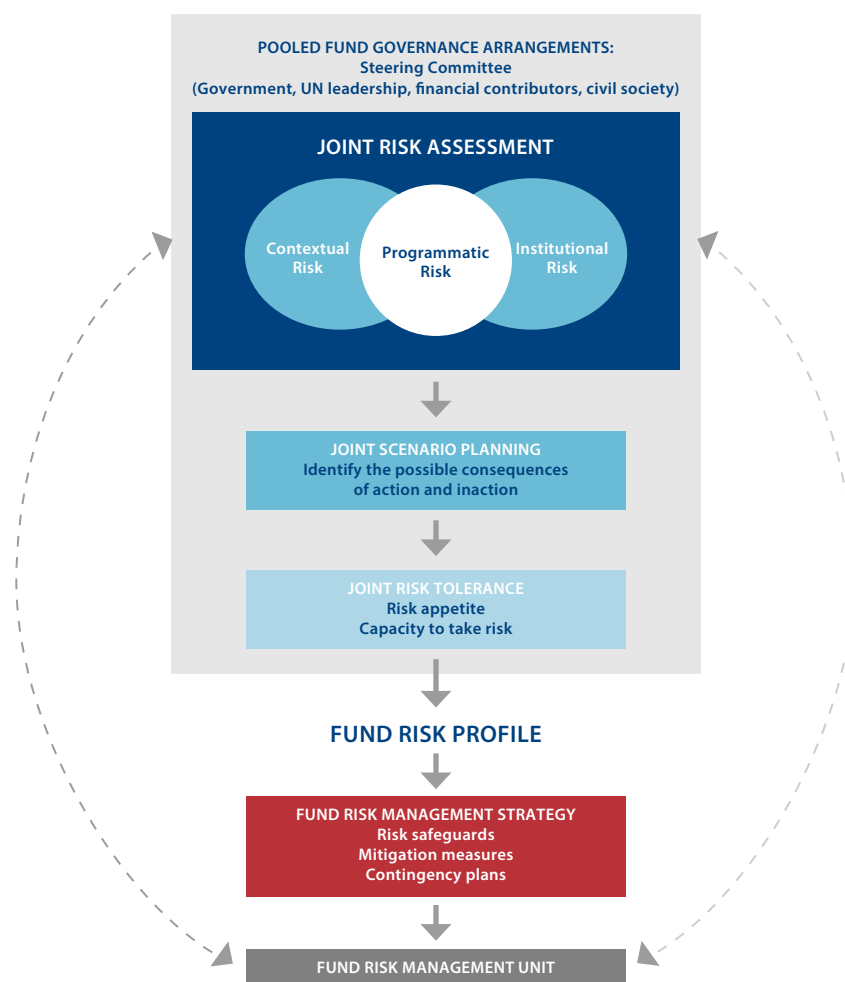 POOLED FUND GOVERNANCE ARRANGEMENTS:
Steering Committee
(Government, UN leadership, financial contributors, civil society)
JOINT RISK ASSESSMENT
Contextual
Risk
Programmatic
Risk
Institutional
Risk
JOINT SCENARIO PLANNING
Identify the possible consequences
of action and inaction
JOINT RISK TOLERANCE
Risk appetite
Capacity to take risk
FUND RISK PROFILE
FUND RISK MANAGEMENT STRATEGY
Risk safeguards
Mitigation measures
Contingency plans
FUND RISK MANAGEMENT UNIT